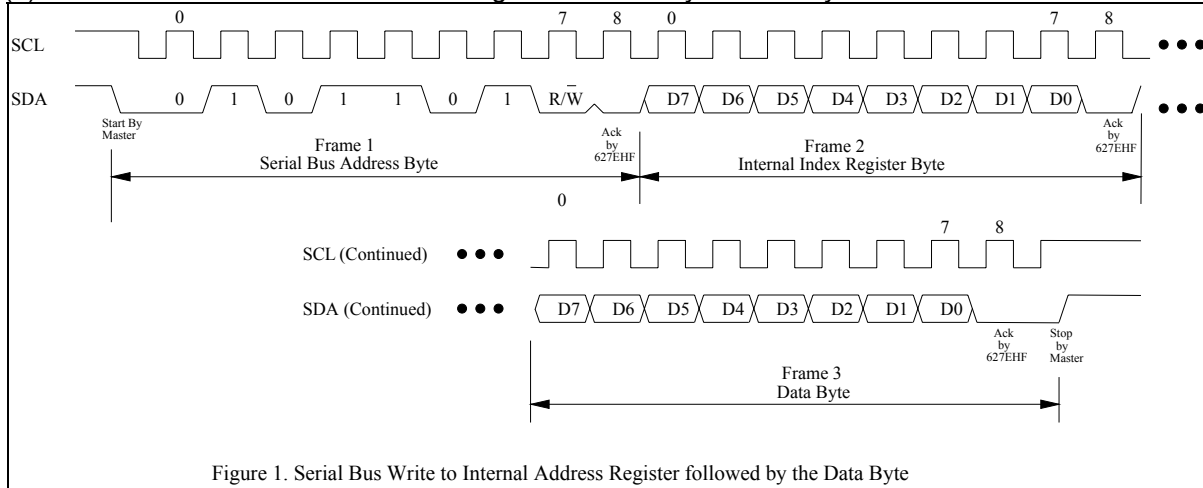 0 7 8 0 7 8
SCL
SDA 0 1 0 1 1 0 1 R/W̅ D7 D6 D5 D4 D3 D2 D1 D0
Start By
Master
Ack
by
627EHF
Ack
by
627EHF
Frame 1
Serial Bus Address Byte
Frame 2
Internal Index Register Byte
0
7 8
SCL (Continued)
SDA (Continued) D7 D6 D5 D4 D3 D2 D1 D0
Ack
by
627EHF
Stop
by
Master
Frame 3
Data Byte
Figure 1. Serial Bus Write to Internal Address Register followed by the Data Byte